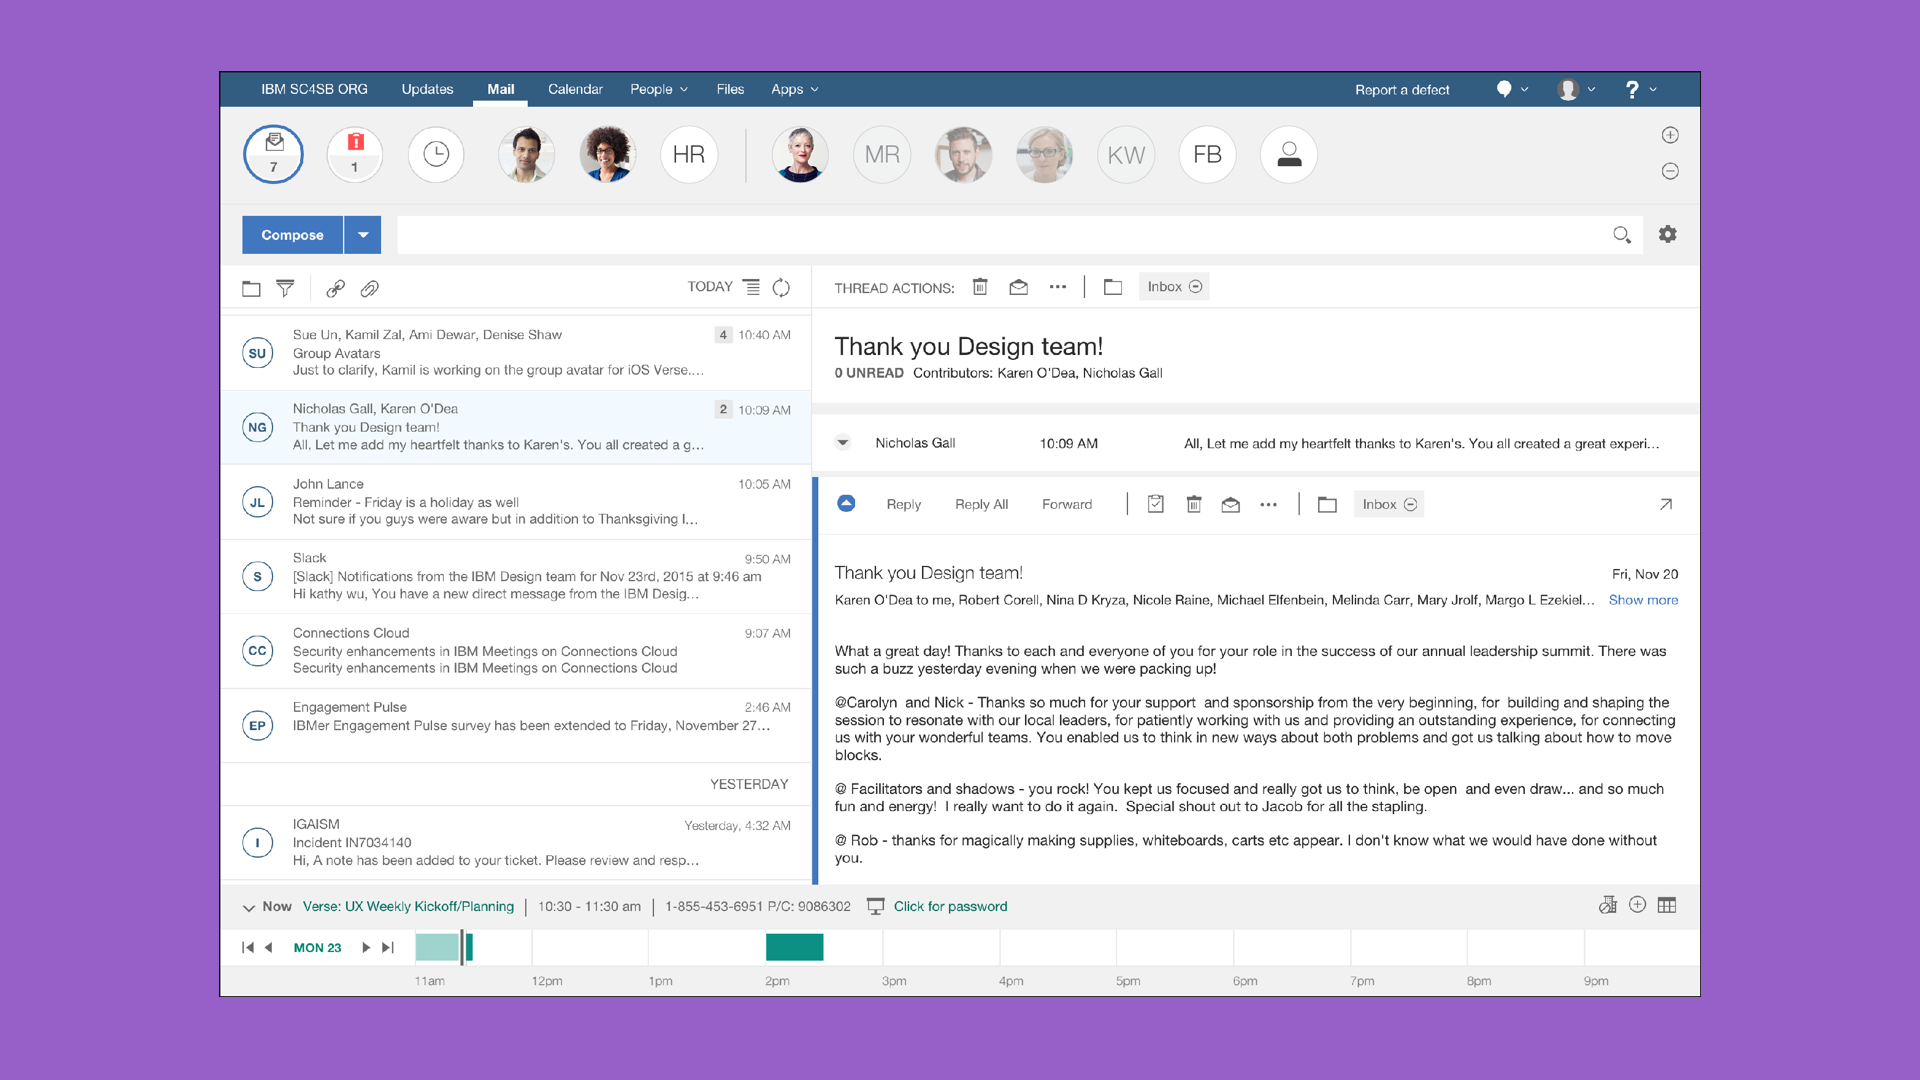 IBM SC4SB ORG Updates Mail Calendar People Files Apps Report a defect ?
7 1 HR MR KW FB
Compose
TODAY
Sue Un, Kamil Zal, Ami Dewar, Denise Shaw 4 10:40 AM
SU Group Avatars
Just to clarify, Kamil is working on the group avatar for iOS Verse....
Nicholas Gall, Karen O'Dea 2 10:09 AM
NG Thank you Design team!
All, Let me add my heartfelt thanks to Karen's. You all created a g...
John Lance 10:05 AM
JL Reminder - Friday is a holiday as well
Not sure if you guys were aware but in addition to Thanksgiving I...
Slack 9:50 AM
S [Slack] Notifications from the IBM Design team for Nov 23rd, 2015 at 9:46 am
Hi kathy wu, You have a new direct message from the IBM Desig...
Connections Cloud 9:07 AM
CC Security enhancements in IBM Meetings on Connections Cloud
Security enhancements in IBM Meetings on Connections Cloud
Engagement Pulse 2:46 AM
EP IBMer Engagement Pulse survey has been extended to Friday, November 27...
YESTERDAY
IGAISM Yesterday, 4:32 AM
I Incident IN7034140
Hi, A note has been added to your ticket. Please review and resp...
THREAD ACTIONS: Inbox
Thank you Design team!
0 UNREAD Contributors: Karen O'Dea, Nicholas Gall
Nicholas Gall 10:09 AM All, Let me add my heartfelt thanks to Karen's. You all created a great experi...
Reply Reply All Forward Inbox
Thank you Design team! Fri, Nov 20
Karen O'Dea to me, Robert Corell, Nina D Kryza, Nicole Raine, Michael Elfenbein, Melinda Carr, Mary Jrolf, Margo L Ezekiel... Show more
What a great day! Thanks to each and everyone of you for your role in the success of our annual leadership summit. There was
such a buzz yesterday evening when we were packing up!
@Carolyn and Nick - Thanks so much for your support and sponsorship from the very beginning, for building and shaping the
session to resonate with our local leaders, for patiently working with us and providing an outstanding experience, for connecting
us with your wonderful teams. You enabled us to think in new ways about both problems and got us talking about how to move
blocks.
@ Facilitators and shadows - you rock! You kept us focused and really got us to think, be open and even draw... and so much
fun and energy! I really want to do it again. Special shout out to Jacob for all the stapling.
@ Rob - thanks for magically making supplies, whiteboards, carts etc appear. I don't know what we would have done without
you.
Now Verse: UX Weekly Kickoff/Planning 10:30 - 11:30 am 1-855-453-6951 P/C: 9086302 Click for password
MON 23
11am 12pm 1pm 2pm 3pm 4pm 5pm 6pm 7pm 8pm 9pm